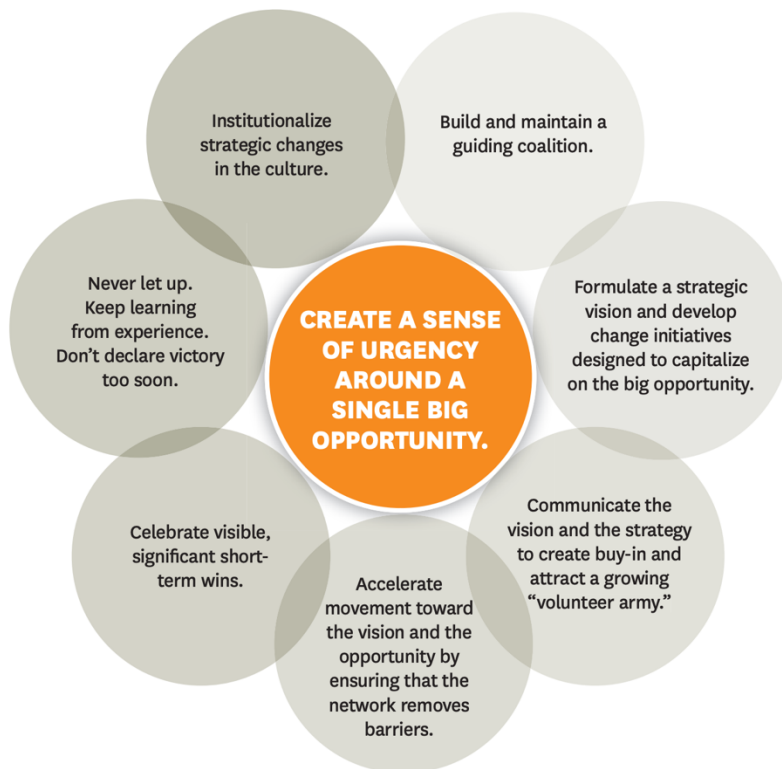 CREATE A SENSE
OF URGENCY
AROUND A
SINGLE BIG
OPPORTUNITY.
Build and maintain a
guiding coalition.
Formulate a strategic
vision and develop
change initiatives
designed to capitalize
on the big opportunity.
Communicate the
vision and the strategy
to create buy-in and
attract a growing
“volunteer army.”
Accelerate
movement toward
the vision and the
opportunity by
ensuring that the
network removes
barriers.
Celebrate visible,
significant short-
term wins.
Never let up.
Keep learning
from experience.
Don’t declare victory
too soon.
Institutionalize
strategic changes
in the culture.